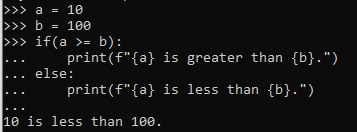 >>> a = 10
>>> b = 100
>>> if(a >= b):
...     print(f"{a} is greater than {b}.")
... else:
...     print(f"{a} is less than {b}.")
...
10 is less than 100.